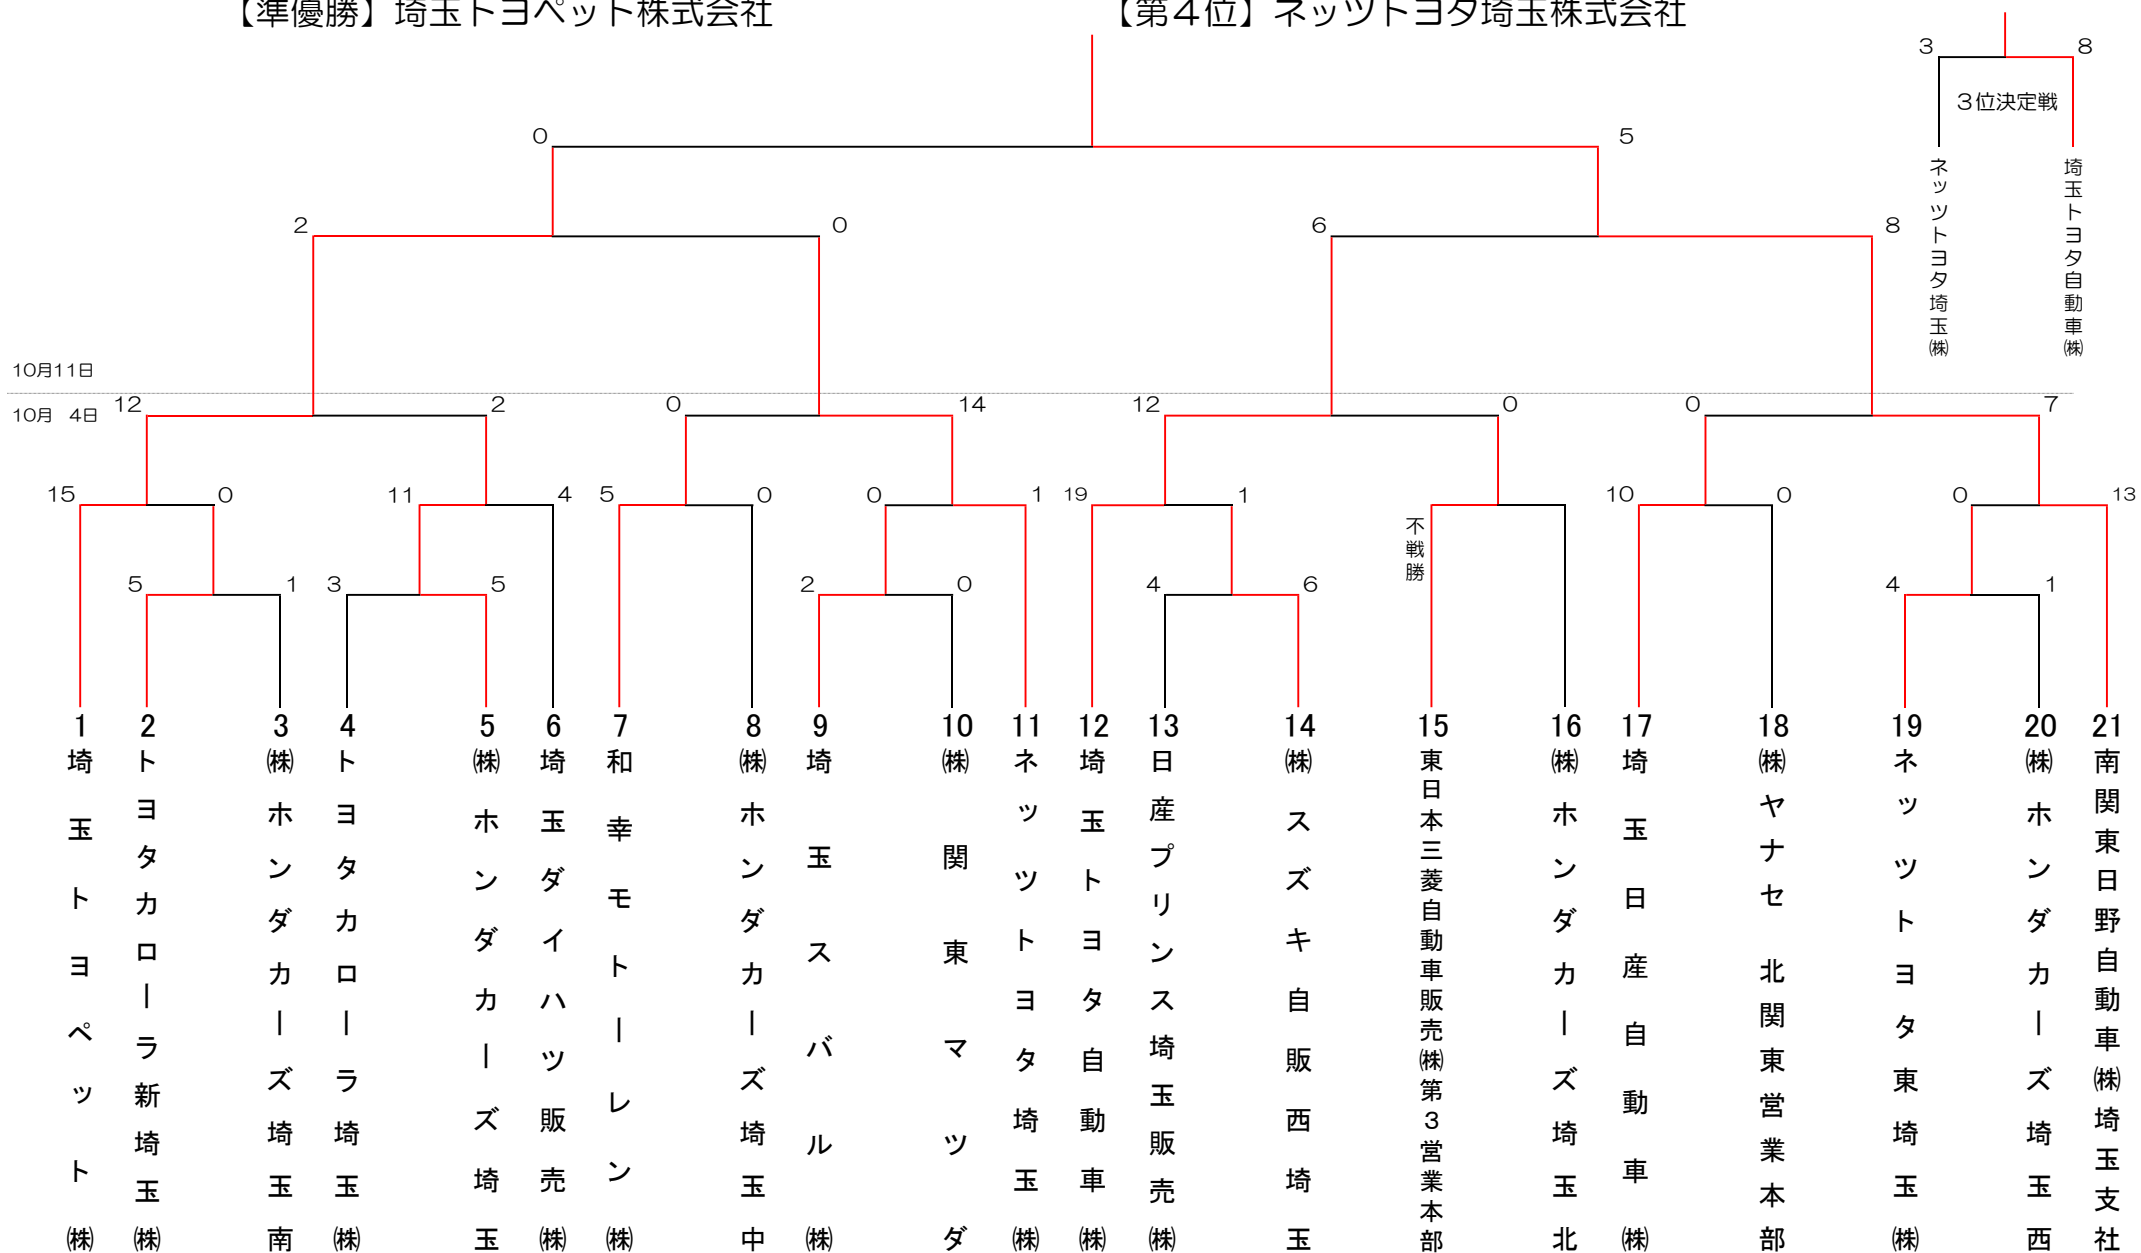 【準優勝】埼玉トヨペット株式会社
【第４位】ネッツトヨタ埼玉株式会社
3
8
３位決定戦
ネッツトヨタ埼玉㈱
埼玉トヨタ自動車㈱
0
5
2
0
6
8
10月11日
10月　4日
12
2
0
14
12
0
0
7
15
0
11
4
5
0
0
1
19
1
不戦勝
10
0
0
13
5
1
3
5
2
0
4
6
4
1
1
埼玉トヨペット㈱
2
トヨタカローラ新埼玉㈱
3
㈱ホンダカーズ埼玉南
4
トヨタカローラ埼玉㈱
5
㈱ホンダカーズ埼玉
6
埼玉ダイハツ販売㈱
7
和幸モトーレン㈱
8
㈱ホンダカーズ埼玉中
9
埼玉スバル㈱
10
㈱関東マツダ
11
ネッツトヨタ埼玉㈱
12
埼玉トヨタ自動車㈱
13
日産プリンス埼玉販売㈱
14
㈱スズキ自販西埼玉
15
東日本三菱自動車販売㈱第３営業本部
16
㈱ホンダカーズ埼玉北
17
埼玉日産自動車㈱
18
㈱ヤナセ　北関東営業本部
19
ネッツトヨタ東埼玉㈱
20
㈱ホンダカーズ埼玉西
21
南関東日野自動車㈱埼玉支社